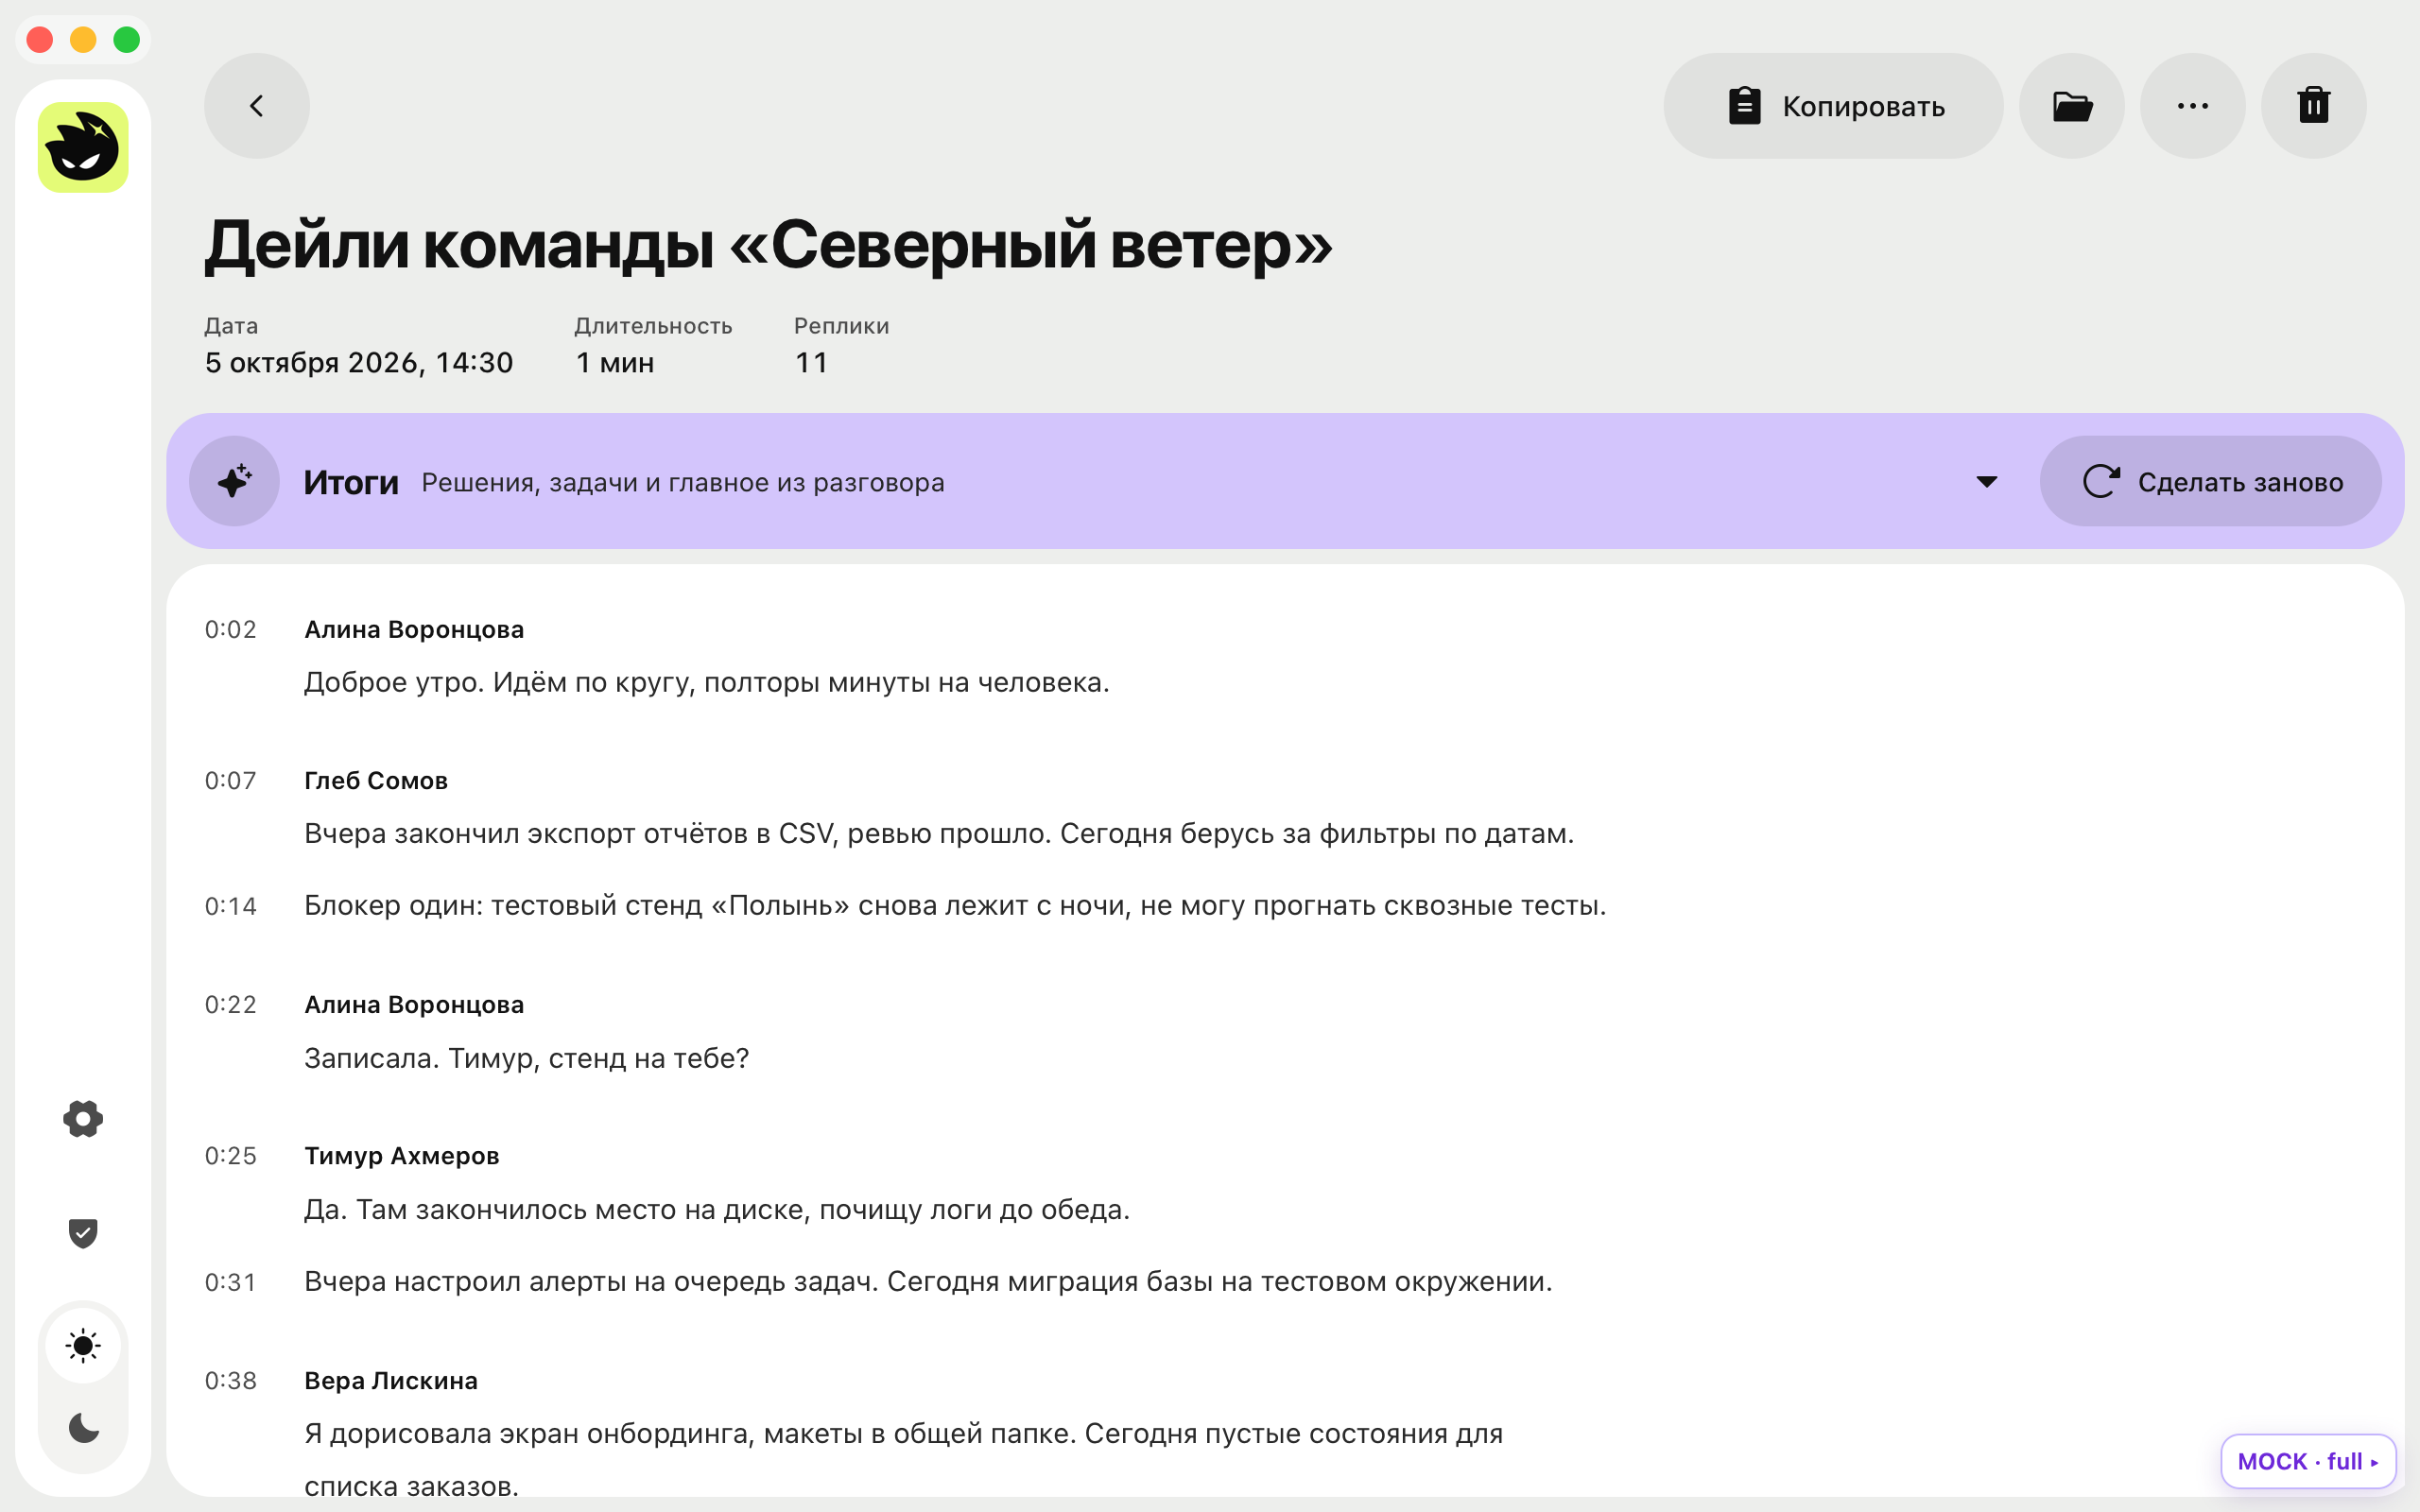 Копировать
Дейли команды «Северный ветер»
Дата
5 октября 2026, 14:30
Длительность
1 мин
Реплики
11
Итоги Решения, задачи и главное из разговора
Сделать заново
0:02 Алина Воронцова
Доброе утро. Идём по кругу, полторы минуты на человека.
0:07 Глеб Сомов
Вчера закончил экспорт отчётов в CSV, ревью прошло. Сегодня берусь за фильтры по датам.
0:14 Блокер один: тестовый стенд «Полынь» снова лежит с ночи, не могу прогнать сквозные тесты.
0:22 Алина Воронцова
Записала. Тимур, стенд на тебе?
0:25 Тимур Ахмеров
Да. Там закончилось место на диске, почищу логи до обеда.
0:31 Вчера настроил алерты на очередь задач. Сегодня миграция базы на тестовом окружении.
0:38 Вера Лискина
Я дорисовала экран онбординга, макеты в общей папке. Сегодня пустые состояния для
списка заказов.
MOCK · full ▸